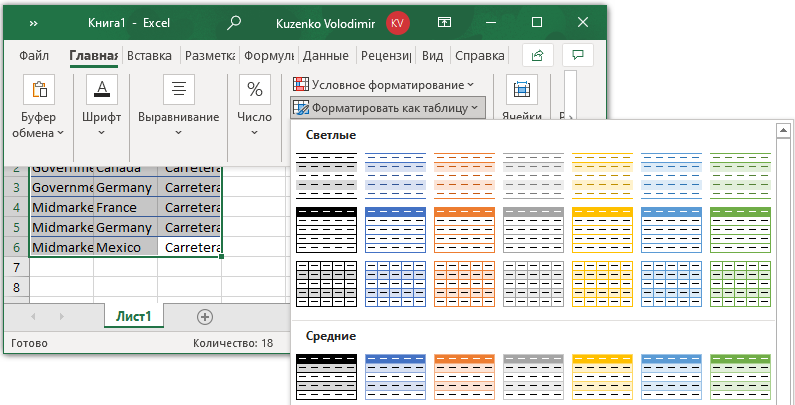 Книга1 - Excel
Kuzenko Volodimir
KV
Файл
Главная
Вставка
Разметка
Формулы
Данные
Рецензир
Вид
Справка
Буфер
обмена
Шрифт
Выравнивание
%
Число
Условное форматирование
Форматировать как таблицу
Ячейки
Светлые
2 Governme Canada Carretera
3 Governme Germany Carretera
4 Midmarke France Carretera
5 Midmarke Germany Carretera
6 Midmarke Mexico Carretera
7
8
Средние
Лист1
Готово
Количество: 18